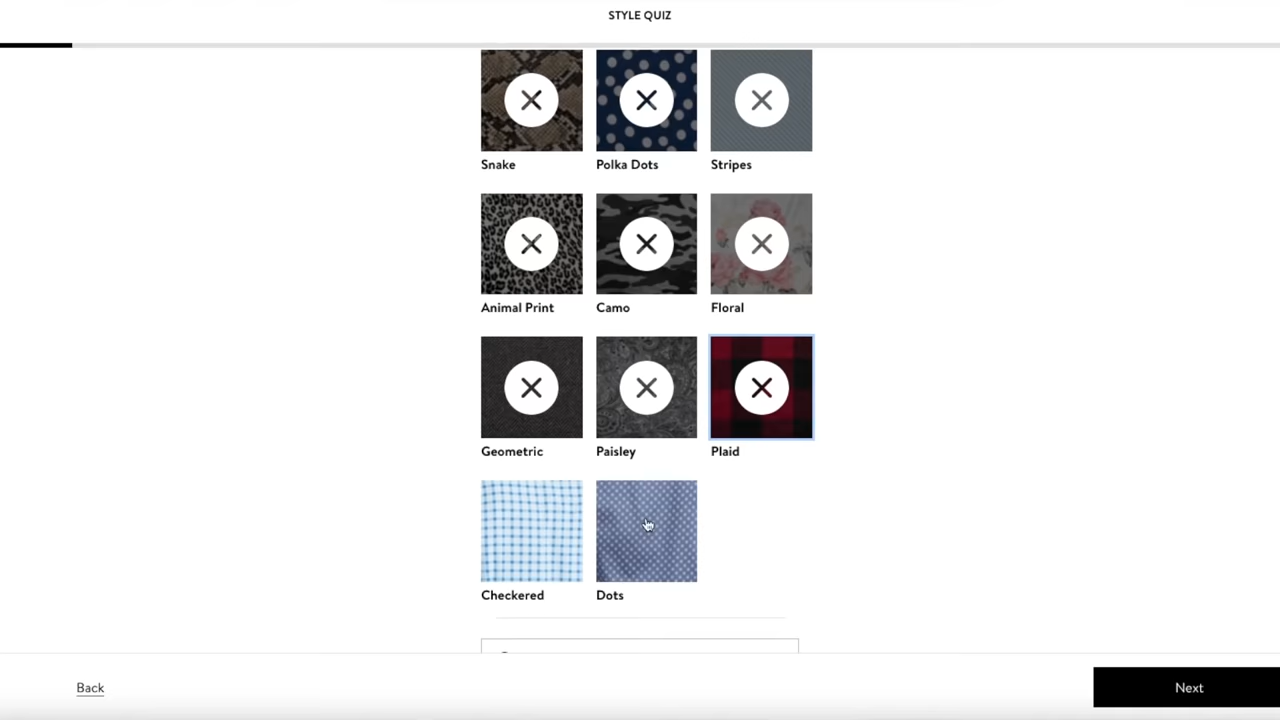 STYLE QUIZ
Snake
Polka Dots
Stripes
Animal Print
Camo
Floral
Geometric
Paisley
Plaid
Checkered
Dots
Back
Next